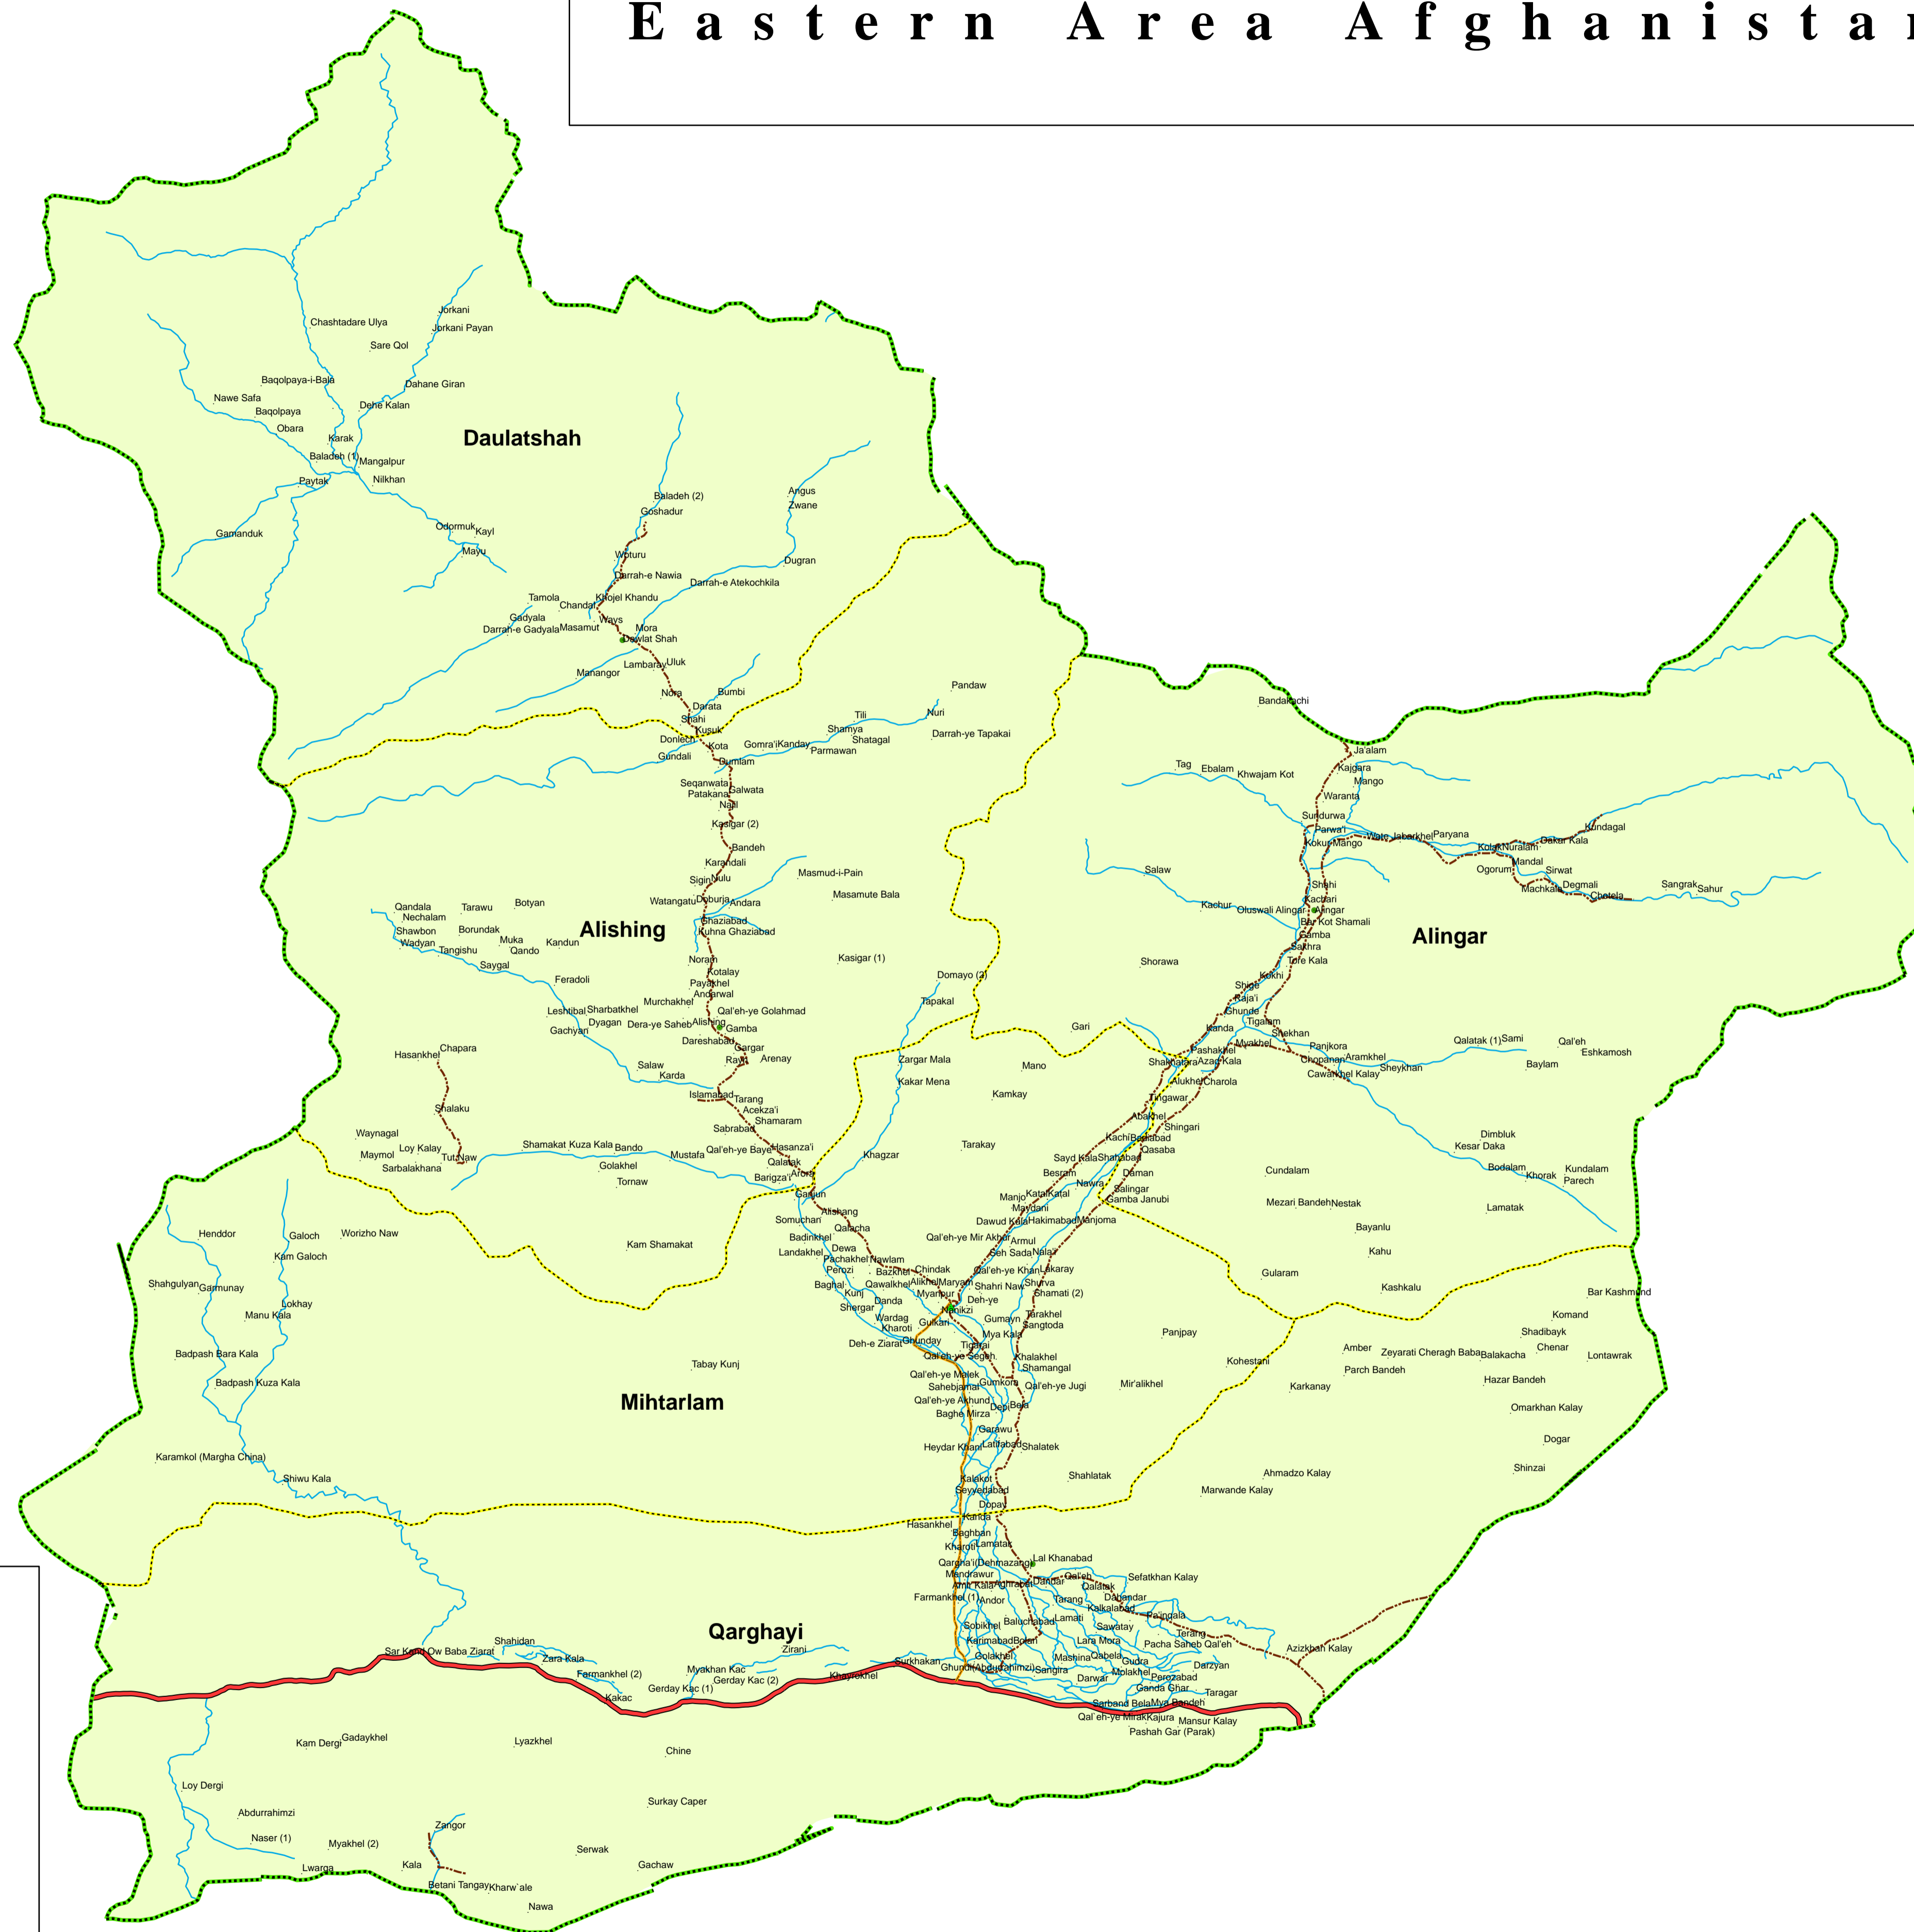 Eastern Area Afghanistan
Jorkani
Chashtadare Ulya
Jorkani Payan
Sare Qol
Baqolpaya-i-Bala
Dahane Giran
Nawe Safa
Dehe Kalan
Baqolpaya
Obara
Karak
Daulatshah
Baladeh (1)
Mangalpur
Paytak
Nilkhan
Angus
Baladeh (2)
Zwane
Goshadur
Odormuk
Kayl
Gamanduk
Mayu
Woturu
Dugran
Darrah-e Nawia
Darrah-e Atekochkila
Tamola
Khojel Khandu
Chandal
Gadyala
Ways
Darrah-e Gadyala
Masamut
Mora
Dawlat Shah
Lambaray
Uluk
Manangor
Nora
Bumbi
Darata
Shahi
Kusuk
Donlech
Kota
Gundali
Dumlam
Pandaw
Tili
Nuri
Shamya
Shatagal
Darrah-ye Tapakai
Gomra'i
Kanday
Parmawan
Seqanwata
Patakana
Galwata
Najil
Kasigar (2)
Bandeh
Karandali
Sigin
Nulu
Masmud-i-Pain
Masamute Bala
Watangatu
Doburja
Andara
Ghaziabad
Kuhna Ghaziabad
Alishing
Qandala
Nechalam
Tarawu
Botyan
Shawbon
Borundak
Wadyan
Muka
Kandun
Tangishu
Qando
Saygal
Feradoli
Noram
Kasigar (1)
Kotalay
Payakhel
Andarwal
Domayo (2)
Murchakhel
Tapakal
Leshtibal
Sharbatkhel
Qal'eh-ye Golahmad
Dyagan
Dera-ye Saheb
Alishing
Gachyan
Gamba
Dareshabad
Gargar
Chapara
Hasankhel
Raya
Arenay
Salaw
Karda
Zargar Mala
Kakar Mena
Islamabad
Tarang
Acekza'i
Shalaku
Shamaram
Sabrabad
Waynagal
Loy Kalay
Shamakat Kuza Kala
Bando
Qal'eh-ye Baye
Hasanza'i
Maymol
Tut Naw
Mustafa
Sarbalakhana
Golakhel
Qalatak
Khagzar
Tornaw
Barigza'i
Arora
Ganjun
Bandakachi
Ja'alam
Tag
Ebalam
Khwajam Kot
Kajgara
Mango
Waranta
Sundurwa
Parwa'i
Wate
Jabarkhel
Paryana
Kundagal
Kokur
Mango
Kolak
Nuralam
Dakur Kala
Salaw
Ogorum
Mandal
Sirwat
Shahi
Machkala
Degmali
Chotela
Sangrak
Sahur
Kachur
Oluswali Alingar
Kachari
Alingar
Bar Kot Shamali
Gamba
Alingar
Sakhra
Shorawa
Tore Kala
Kokhi
Shige
Raja'i
Ghunde
Gari
Kanda
Tigalam
Shekhan
Myakhel
Panjkora
Pashakhel
Qalatak (1)
Sami
Qal'eh
Eshkamosh
Mano
Shakhatara
Azad Kala
Chopanan
Aramkhel
Sheykhan
Baylam
Alukhel
Charola
Cawarkhel Kalay
Kamkay
Tingawar
Abakhel
Shingari
Kachi
Bediabad
Dimbluk
Tarakay
Qasaba
Kesar Daka
Sayd Kala
Shahabad
Besram
Daman
Cundalam
Bodalam
Khorak
Kundalam
Parech
Nawra
Salingar
Manjo
Katal
Katal
Gamba Janubi
Mezari Bandeh
Nestak
Lamatak
Maydani
Dawud Kala
Hakimabad
Manjoma
Bayanlu
Henddor
Galoch
Worizho Naw
Kam Galoch
Kam Shamakat
Somuchan
Alishang
Qalacha
Badinkhel
Qal'eh-ye Mir Akhur
Armul
Landakhel
Dewa
Seh Sada
Nalaz
Kahu
Shahgulyan
Garmunay
Pachakhel
Nawlam
Perozi
Bazkhel
Chindak
Qal'eh-ye Khan
Lakaray
Gularam
Baghal
Qawalkhel
Alikhel
Maryam
Shahri Naw
Shurva
Kashkalu
Kunj
Myanpur
Shamati (2)
Bar Kashmund
Lokhay
Danda
Deh-ye
Manu Kala
Shergar
Nanikzi
Tarakhel
Komand
Wardag
Gulkari
Gumayn
Sangtoda
Kharoti
Mya Kala
Panjpay
Shadibayk
Deh-e Ziarat
Ghunday
Tigarai
Chenar
Amber
Zeyarati Cheragh Baba
Balakacha
Lontawrak
Badpash Bara Kala
Tabay Kunj
Qal'eh-ye Segeh
Khalakhel
Kohestani
Shamangal
Parch Bandeh
Badpash Kuza Kala
Qal'eh-ye Malek
Sahebjamal
Gumkora
Qal'eh-ye Jugi
Mir'alikhel
Karkanay
Hazar Bandeh
Mihtarlam
Qal'eh-ye Akhund
Depi
Bela
Baghe Mirza
Omarkhan Kalay
Garawu
Heydar Khani
Latifabad
Shalatek
Dogar
Karamkol (Margha China)
Shiwu Kala
Kalakot
Shahlatak
Ahmadzo Kalay
Shinzai
Seyyedabad
Marwande Kalay
Dopay
Kanda
Hasankhel
Baghban
Kharoti
Lamatak
Qargha'i(Dehmazang)
Lal Khanabad
Mandrawur
Qal'eh
Sefatkhan Kalay
Amir Kala
Aghrabat
Dandar
Qalatak
Farmankhel (1)
Andor
Tarang
Dabandar
Kalkalabad
Sobikhel
Baluchabad
Lamati
Pa'inqala
Qarghayi
Sawatay
Karimabad
Bolan
Lara Mora
Terang
Sar Kand Ow Baba Ziarat
Shahidan
Zirani
Pacha Saheb Qal'eh
Azizkhan Kalay
Zara Kala
Golakhel
Mashina
Qabela
Gudra
Surkhakan
Ghundi(Abdurahimzi)
Sangira
Darzyan
Myakhan Kac
Farmankhel (2)
Khayrokhel
Molakhel
Gerday Kac (2)
Darwar
Perozabad
Gerday Kac (1)
Ganda Ghar
Taragar
Kakac
Sarband Bela
Mya Bandeh
Qal`eh-ye Mirak
Kajura
Mansur Kalay
Pashah Gar (Parak)
Kam Dergi
Gadaykhel
Lyazkhel
Chine
Loy Dergi
Surkay Caper
Abdurrahimzi
Zangor
Naser (1)
Myakhel (2)
Serwak
Lwarga
Kala
Gachaw
Betani Tangay
Kharw`ale
Nawa